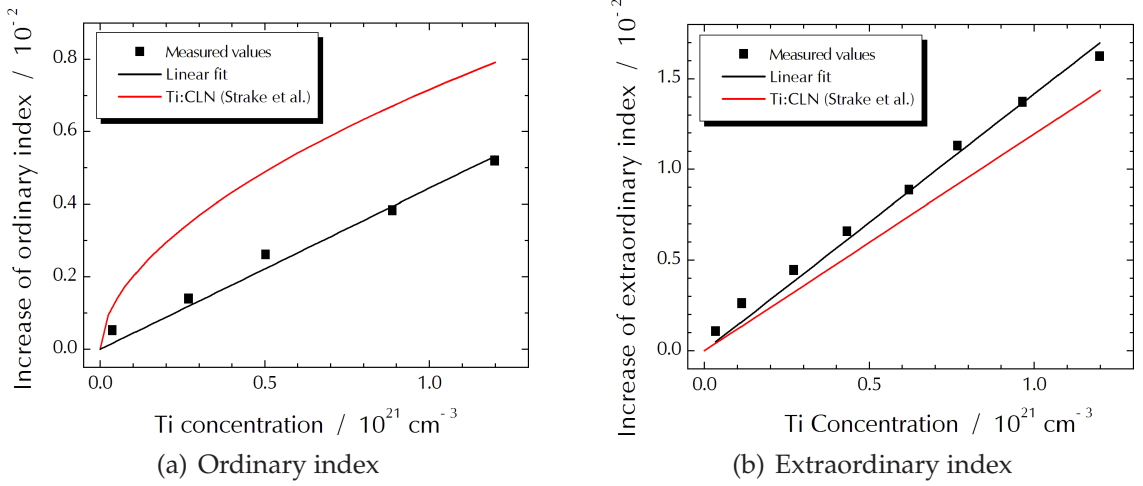 Increase of ordinary index / 10⁻²
0.8
0.6
0.4
0.2
0.0
Measured values
Linear fit
Ti:CLN (Strake et al.)
0.0 0.5 1.0
Ti concentration / 10²¹ cm⁻³
(a) Ordinary index
Increase of extraordinary index / 10⁻²
1.5
1.0
0.5
0.0
Measured values
Linear fit
Ti:CLN (Strake et al.)
0.0 0.5 1.0
Ti Concentration / 10²¹ cm⁻³
(b) Extraordinary index